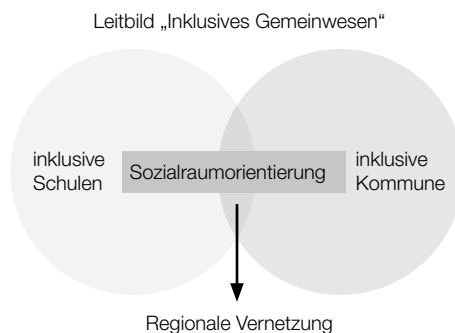 Leitbild „Inklusives Gemeinwesen“
inklusive
Schulen
Sozialraumorientierung
inklusive
Kommune
Regionale Vernetzung